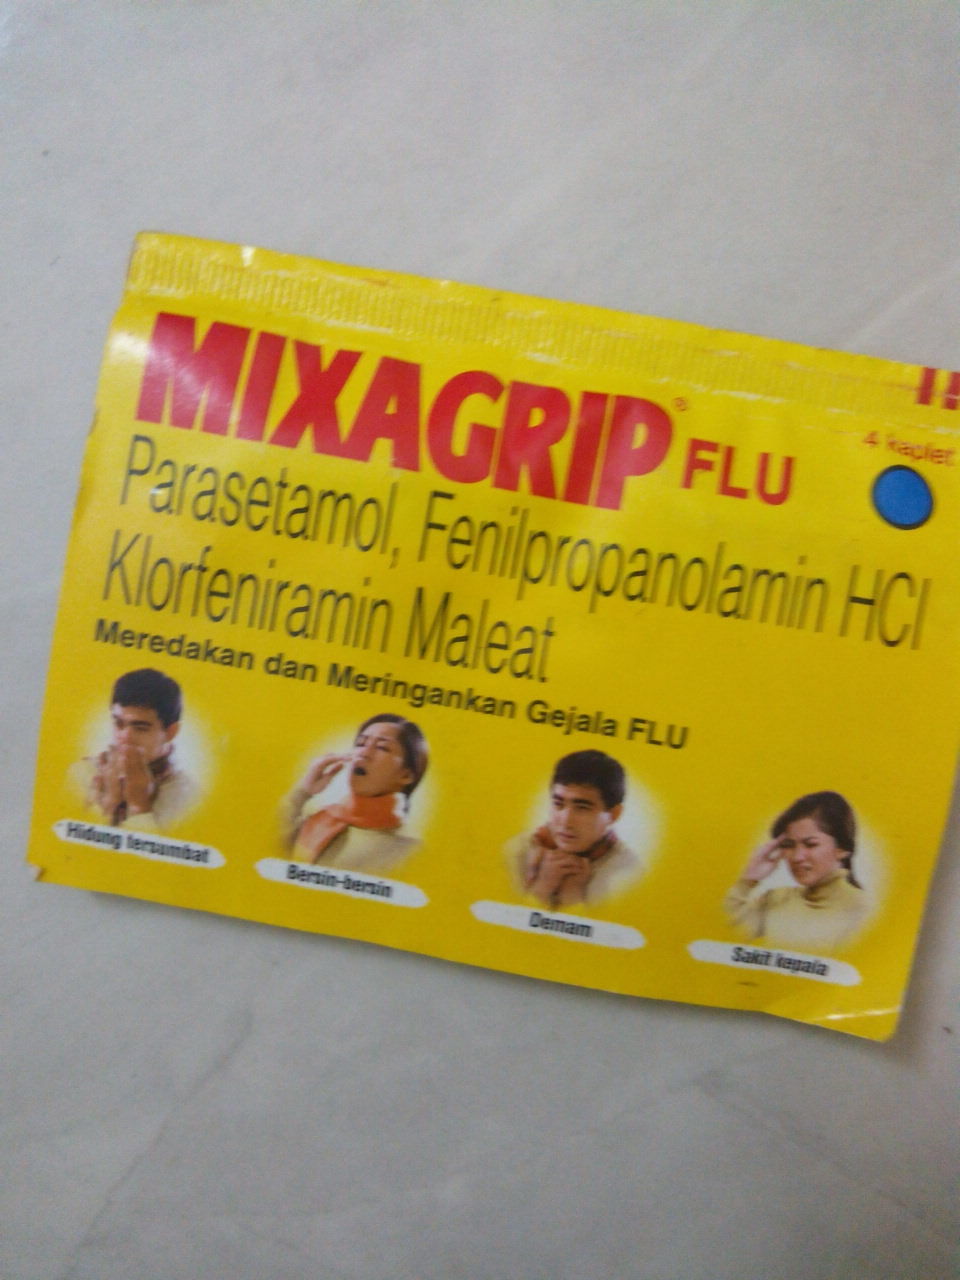 MIXAGRIP® FLU
4 kaplet
Parasetamol, Fenilpropanolamin HCl
Klorfeniramin Maleat
Meredakan dan Meringankan Gejala FLU
Hidung tersumbat
Bersin-bersin
Demam
Sakit kepala